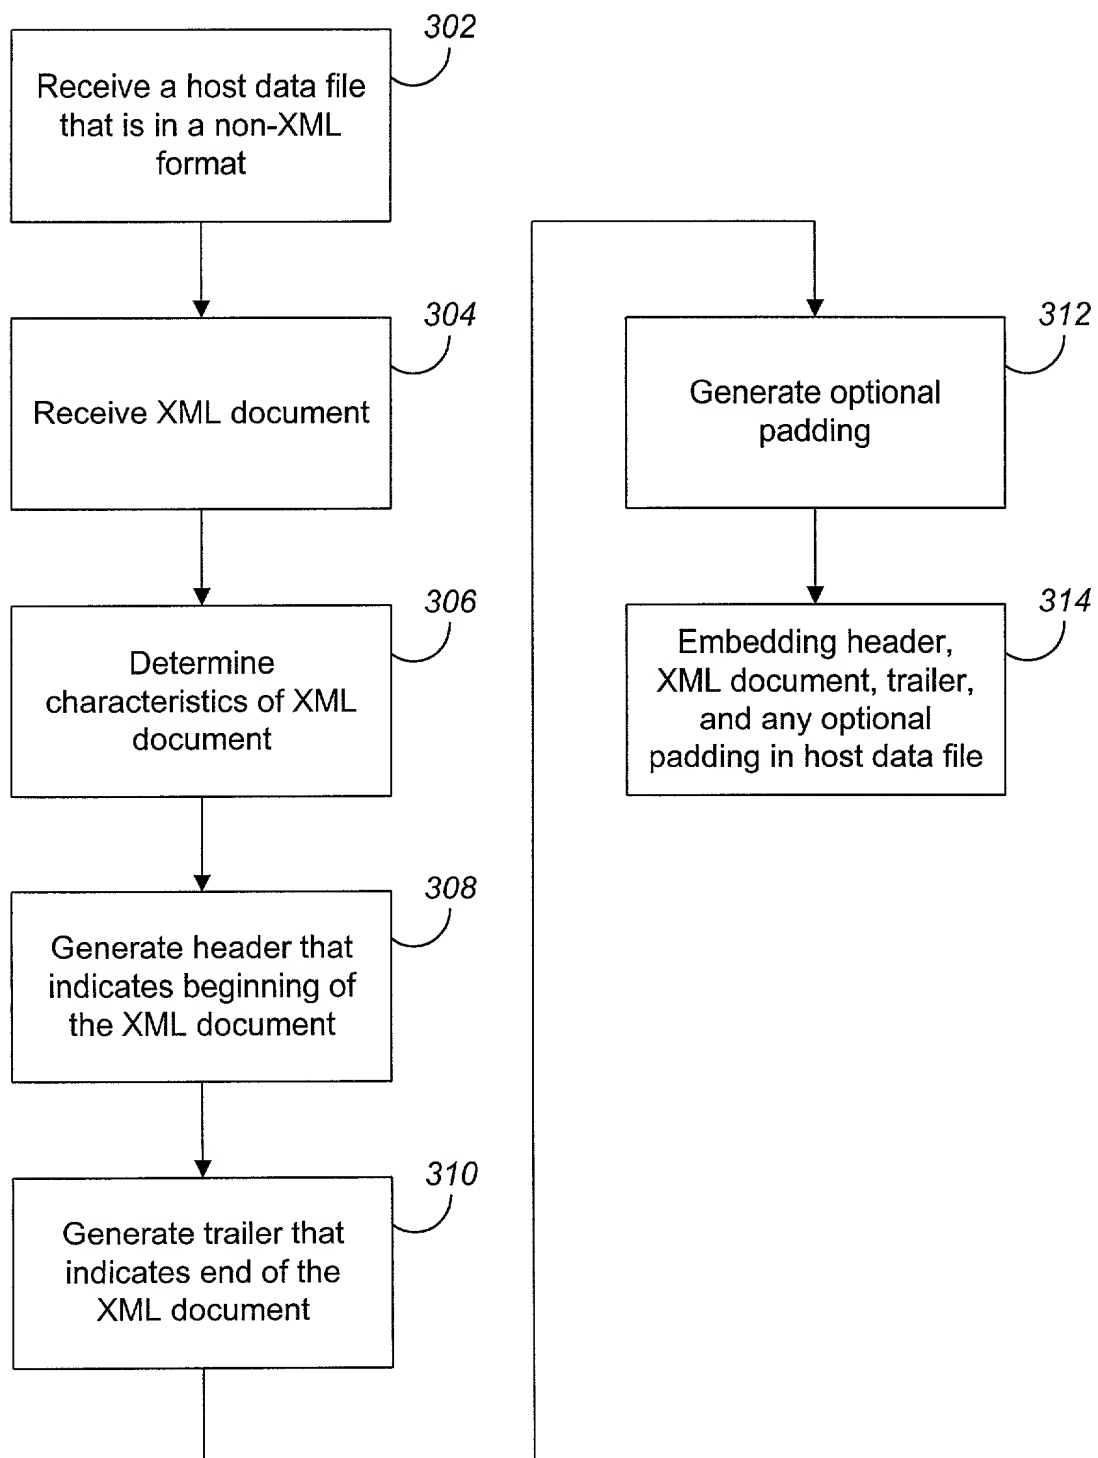 302
Receive a host data file
that is in a non-XML
format
304
Receive XML document
306
Determine
characteristics of XML
document
308
Generate header that
indicates beginning of
the XML document
310
Generate trailer that
indicates end of the
XML document
312
Generate optional
padding
314
Embedding header,
XML document, trailer,
and any optional
padding in host data file